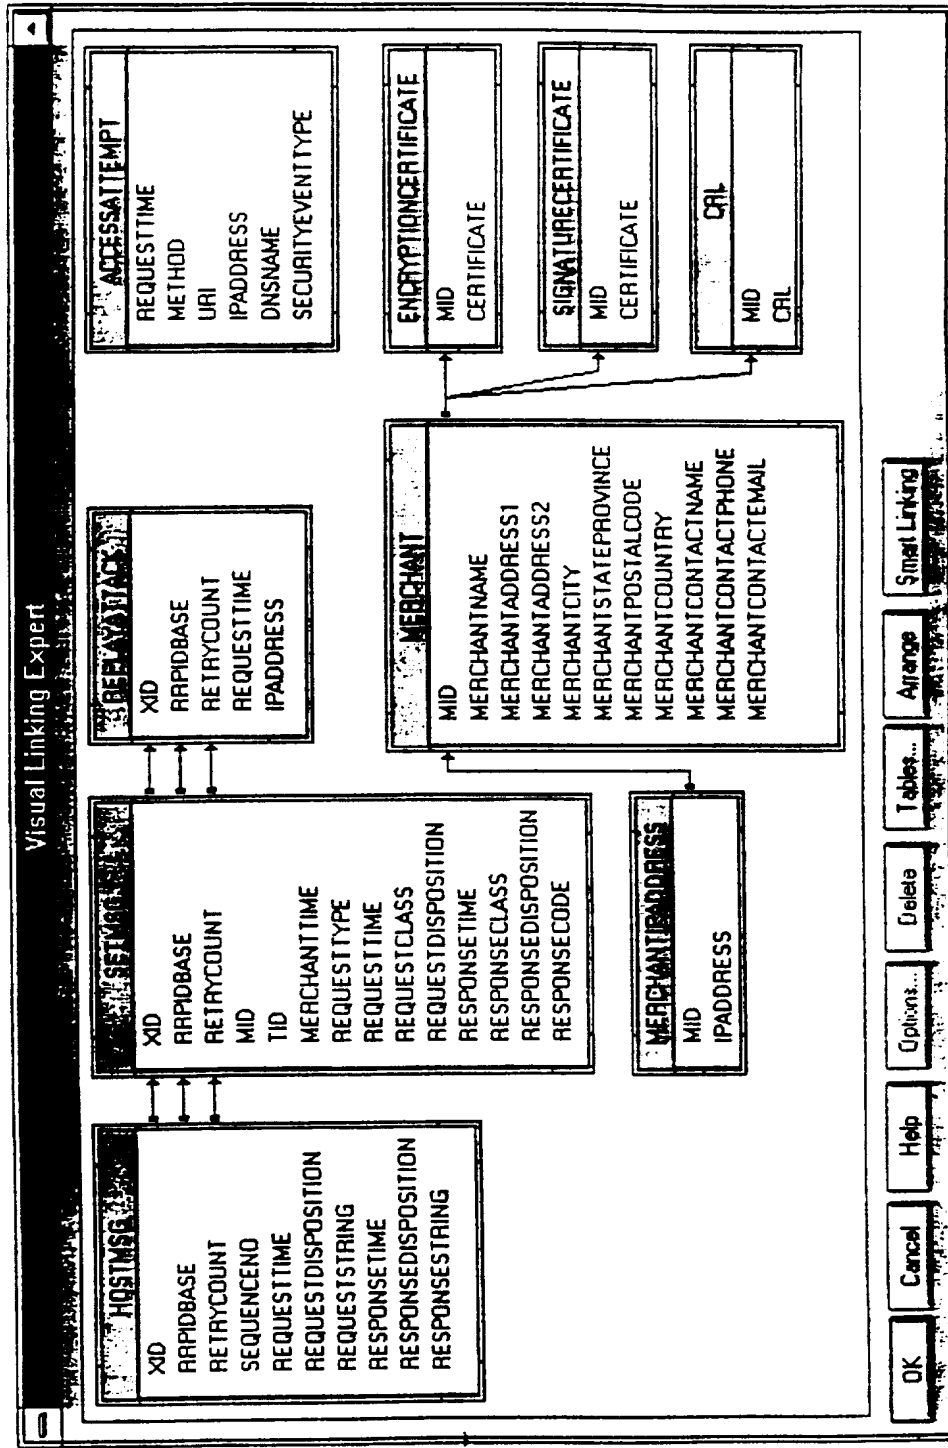 Visual Linking Expert
HOSTMSG
XID
RRPIDBASE
RETRYCOUNT
SEQUENCENO
REQUESTTIME
REQUESTDISPOSITION
REQUESTSTRING
RESPONSETIME
RESPONSEDISPOSITION
RESPONSESTRING
SETMSG
XID
RRPIDBASE
RETRYCOUNT
MID
TID
MERCHANTTIME
REQUESTTYPE
REQUESTTIME
REQUESTCLASS
REQUESTDISPOSITION
RESPONSETIME
RESPONSECLASS
RESPONSEDISPOSITION
RESPONSECODE
REPLAYATTACK
XID
RRPIDBASE
RETRYCOUNT
REQUESTTIME
IPADDRESS
ACCESSATTEMPT
REQUESTTIME
METHOD
URI
IPADDRESS
DNSNAME
SECURITYEVENTTYPE
MERCHANTIPADDRESS
MID
IPADDRESS
MERCHANT
MID
MERCHANTNAME
MERCHANTADDRESS1
MERCHANTADDRESS2
MERCHANTCITY
MERCHANTSTATEPROVINCE
MERCHANTPOSTALCODE
MERCHANTCOUNTRY
MERCHANTCONTACTNAME
MERCHANTCONTACTPHONE
MERCHANTCONTACTEMAIL
ENCRYPTIONCERTIFICATE
MID
CERTIFICATE
SIGNATURECERTIFICATE
MID
CERTIFICATE
CRL
MID
CRL
OK
Cancel
Help
Options...
Delete
Tables...
Arrange
Smart Linking